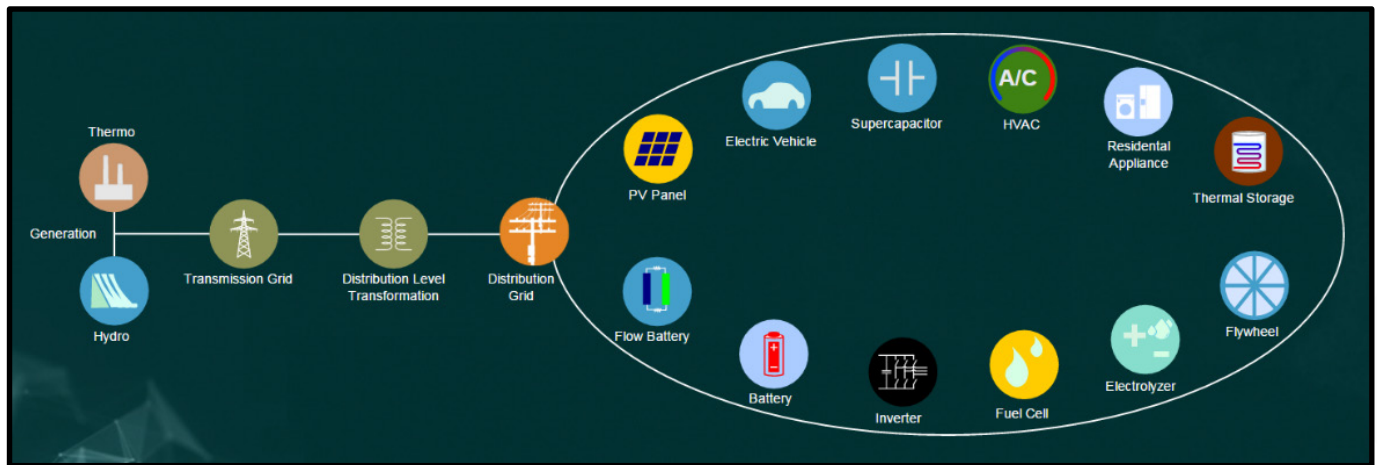 Thermo
Generation
Hydro
Transmission Grid
Distribution Level
Transformation
Distribution
Grid
PV Panel
Electric Vehicle
Supercapacitor
A/C
HVAC
Residental
Appliance
Thermal Storage
Flow Battery
Battery
Inverter
Fuel Cell
Electrolyzer
Flywheel